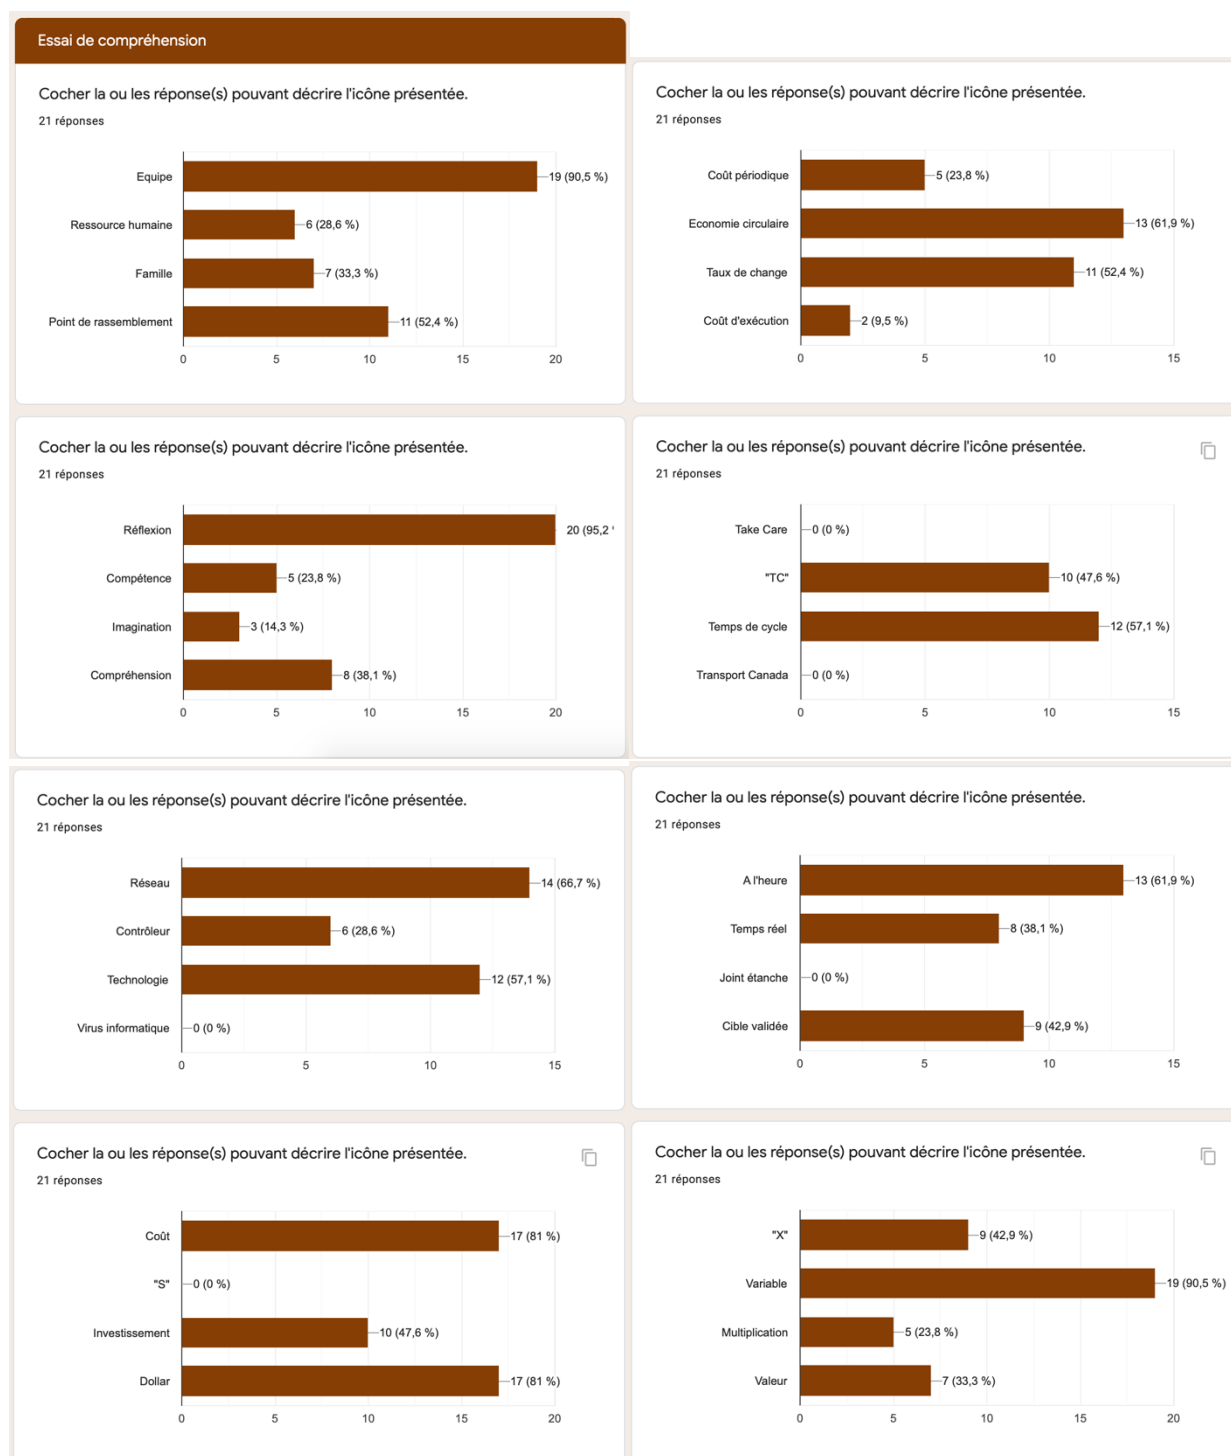 Essai de compréhension
Cocher la ou les réponse(s) pouvant décrire l'icône présentée.
21 réponses
Equipe
19 (90,5 %)
Ressource humaine
6 (28,6 %)
Famille
7 (33,3 %)
Point de rassemblement
11 (52,4 %)
0 5 10 15 20
Cocher la ou les réponse(s) pouvant décrire l'icône présentée.
21 réponses
Coût périodique
5 (23,8 %)
Economie circulaire
13 (61,9 %)
Taux de change
11 (52,4 %)
Coût d'exécution
2 (9,5 %)
0 5 10 15
Cocher la ou les réponse(s) pouvant décrire l'icône présentée.
21 réponses
Réflexion
20 (95,2
Compétence
5 (23,8 %)
Imagination
3 (14,3 %)
Compréhension
8 (38,1 %)
0 5 10 15 20
Cocher la ou les réponse(s) pouvant décrire l'icône présentée.
21 réponses
Take Care
0 (0 %)
"TC"
10 (47,6 %)
Temps de cycle
12 (57,1 %)
Transport Canada
0 (0 %)
0 5 10 15
Cocher la ou les réponse(s) pouvant décrire l'icône présentée.
21 réponses
Réseau
14 (66,7 %)
Contrôleur
6 (28,6 %)
Technologie
12 (57,1 %)
Virus informatique
0 (0 %)
0 5 10 15
Cocher la ou les réponse(s) pouvant décrire l'icône présentée.
21 réponses
A l'heure
13 (61,9 %)
Temps réel
8 (38,1 %)
Joint étanche
0 (0 %)
Cible validée
9 (42,9 %)
0 5 10 15
Cocher la ou les réponse(s) pouvant décrire l'icône présentée.
21 réponses
Coût
17 (81 %)
"S"
0 (0 %)
Investissement
10 (47,6 %)
Dollar
17 (81 %)
0 5 10 15 20
Cocher la ou les réponse(s) pouvant décrire l'icône présentée.
21 réponses
"X"
9 (42,9 %)
Variable
19 (90,5 %)
Multiplication
5 (23,8 %)
Valeur
7 (33,3 %)
0 5 10 15 20